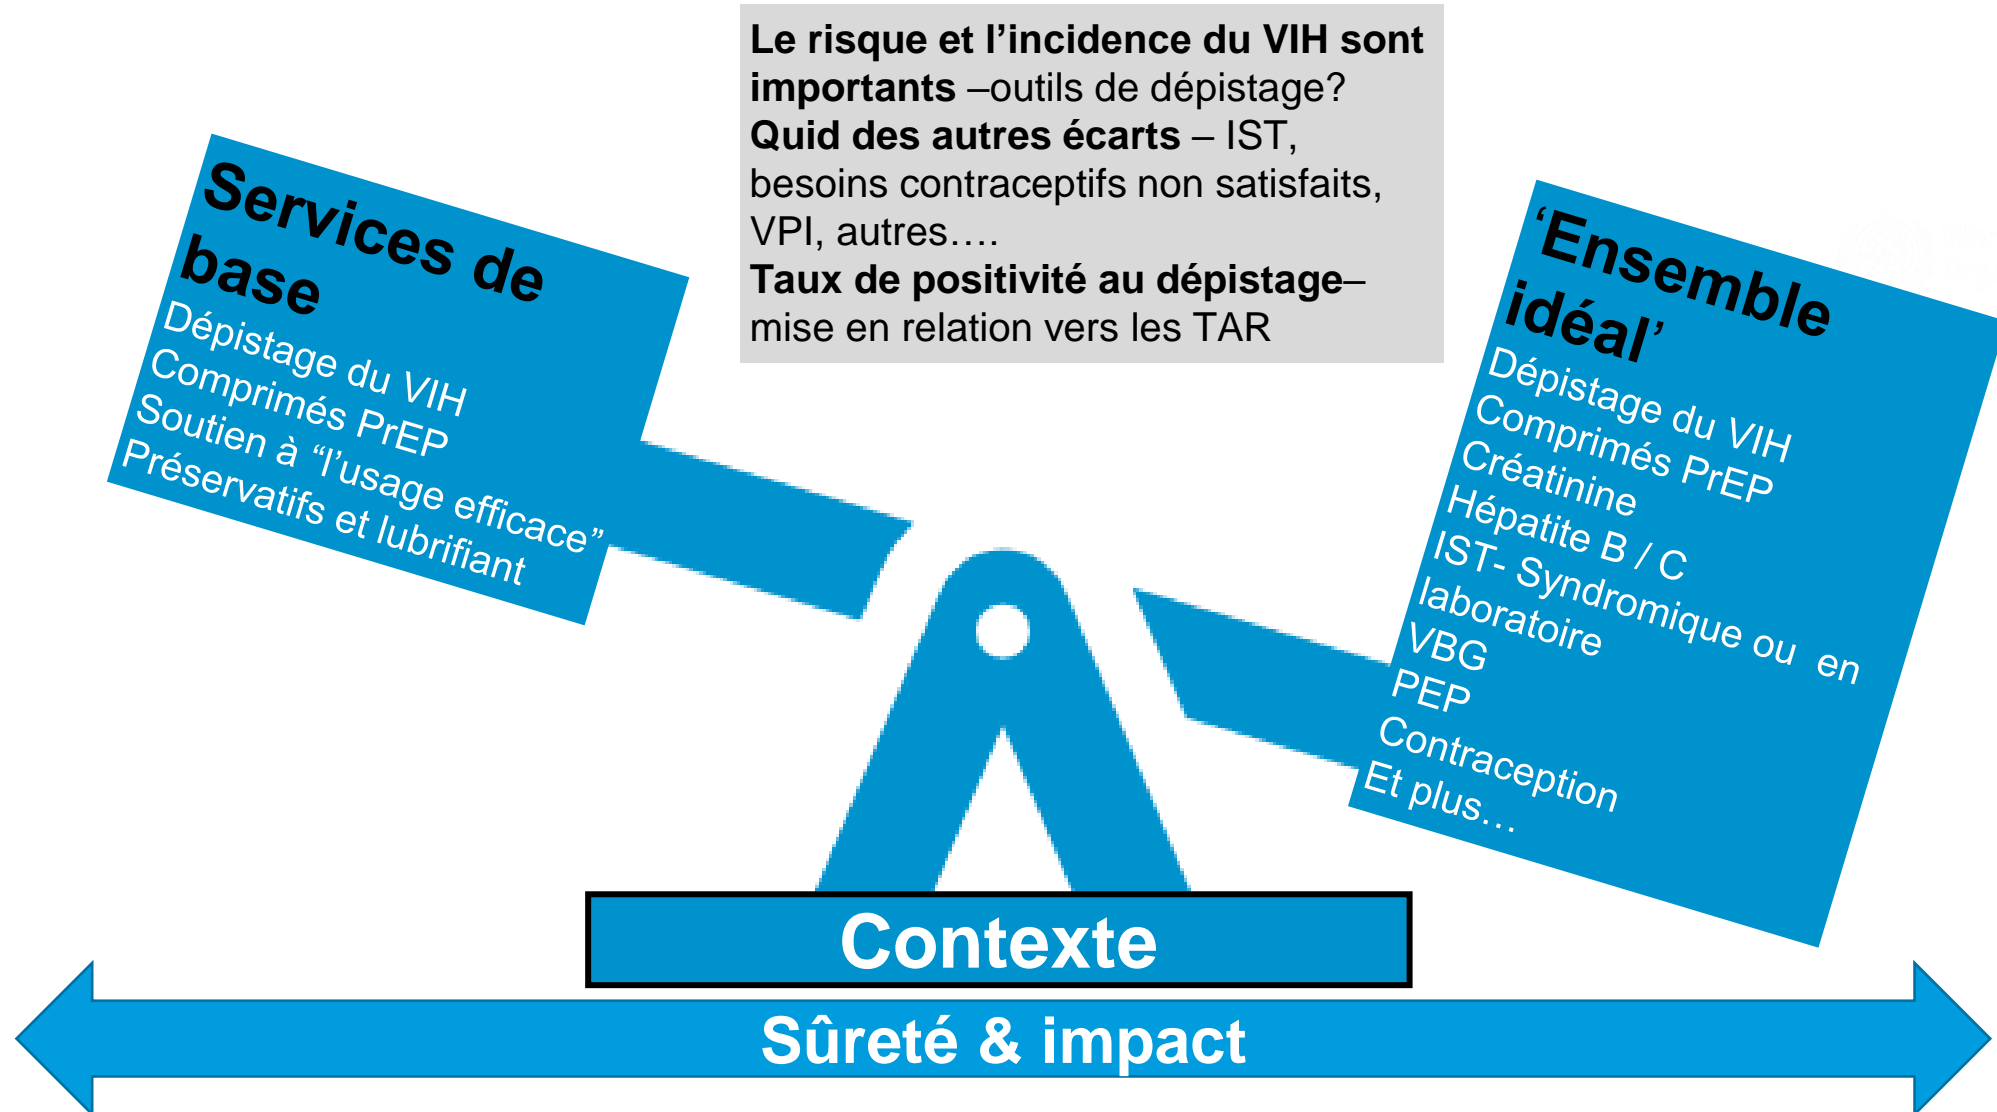 Le risque et l’incidence du VIH sont
importants –outils de dépistage?
Quid des autres écarts – IST,
besoins contraceptifs non satisfaits,
VPI, autres….
Taux de positivité au dépistage–
mise en relation vers les TAR
Services de
base
Dépistage du VIH
Comprimés PrEP
Soutien à “l’usage efficace”
Préservatifs et lubrifiant
‘Ensemble
idéal’
Dépistage du VIH
Comprimés PrEP
Créatinine
Hépatite B / C
IST- Syndromique ou  en
laboratoire
VBG
PEP
Contraception
Et plus…
Contexte
Sûreté & impact